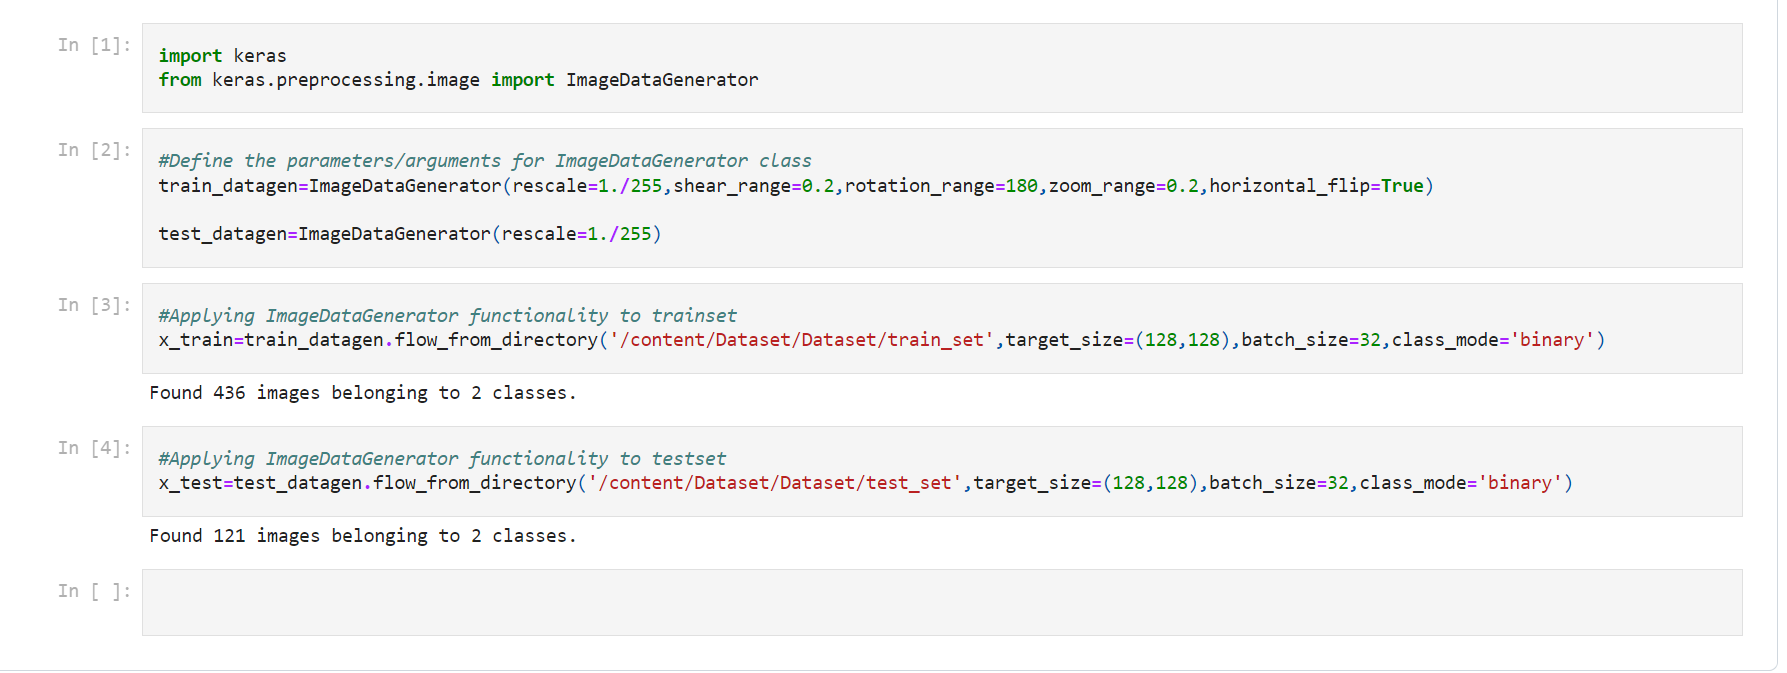 In [1]:
import keras
from keras.preprocessing.image import ImageDataGenerator
In [2]:
#Define the parameters/arguments for ImageDataGenerator class
train_datagen=ImageDataGenerator(rescale=1./255,shear_range=0.2,rotation_range=180,zoom_range=0.2,horizontal_flip=True)
test_datagen=ImageDataGenerator(rescale=1./255)
In [3]:
#Applying ImageDataGenerator functionality to trainset
x_train=train_datagen.flow_from_directory('/content/Dataset/Dataset/train_set',target_size=(128,128),batch_size=32,class_mode='binary')
Found 436 images belonging to 2 classes.
In [4]:
#Applying ImageDataGenerator functionality to testset
x_test=test_datagen.flow_from_directory('/content/Dataset/Dataset/test_set',target_size=(128,128),batch_size=32,class_mode='binary')
Found 121 images belonging to 2 classes.
In [ ]: